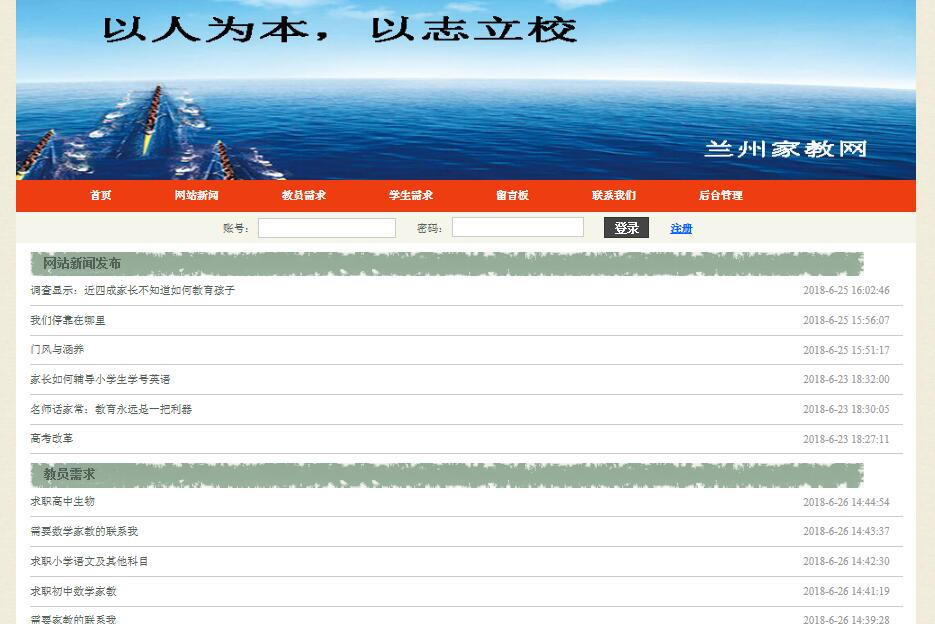 以人为本，以志立校
兰州家教网
首页 网站新闻 教员需求 学生需求 留言板 联系我们 后台管理
账号： 密码： 登录 注册
网站新闻发布
调查显示：近四成家长不知道如何教育孩子 2018-6-25 16:02:46
我们停靠在哪里 2018-6-25 15:56:07
门风与涵养 2018-6-25 15:51:17
家长如何辅导小学生学号英语 2018-6-23 18:32:00
名师话家常：教育永远是一把利器 2018-6-23 18:30:05
高考改革 2018-6-23 18:27:11
教员需求
求职高中生物 2018-6-26 14:44:54
需要数学家教的联系我 2018-6-26 14:43:37
求职小学语文及其他科目 2018-6-26 14:42:30
求职初中数学家教 2018-6-26 14:41:19
需要家教的联系我 2018-6-26 14:39:28